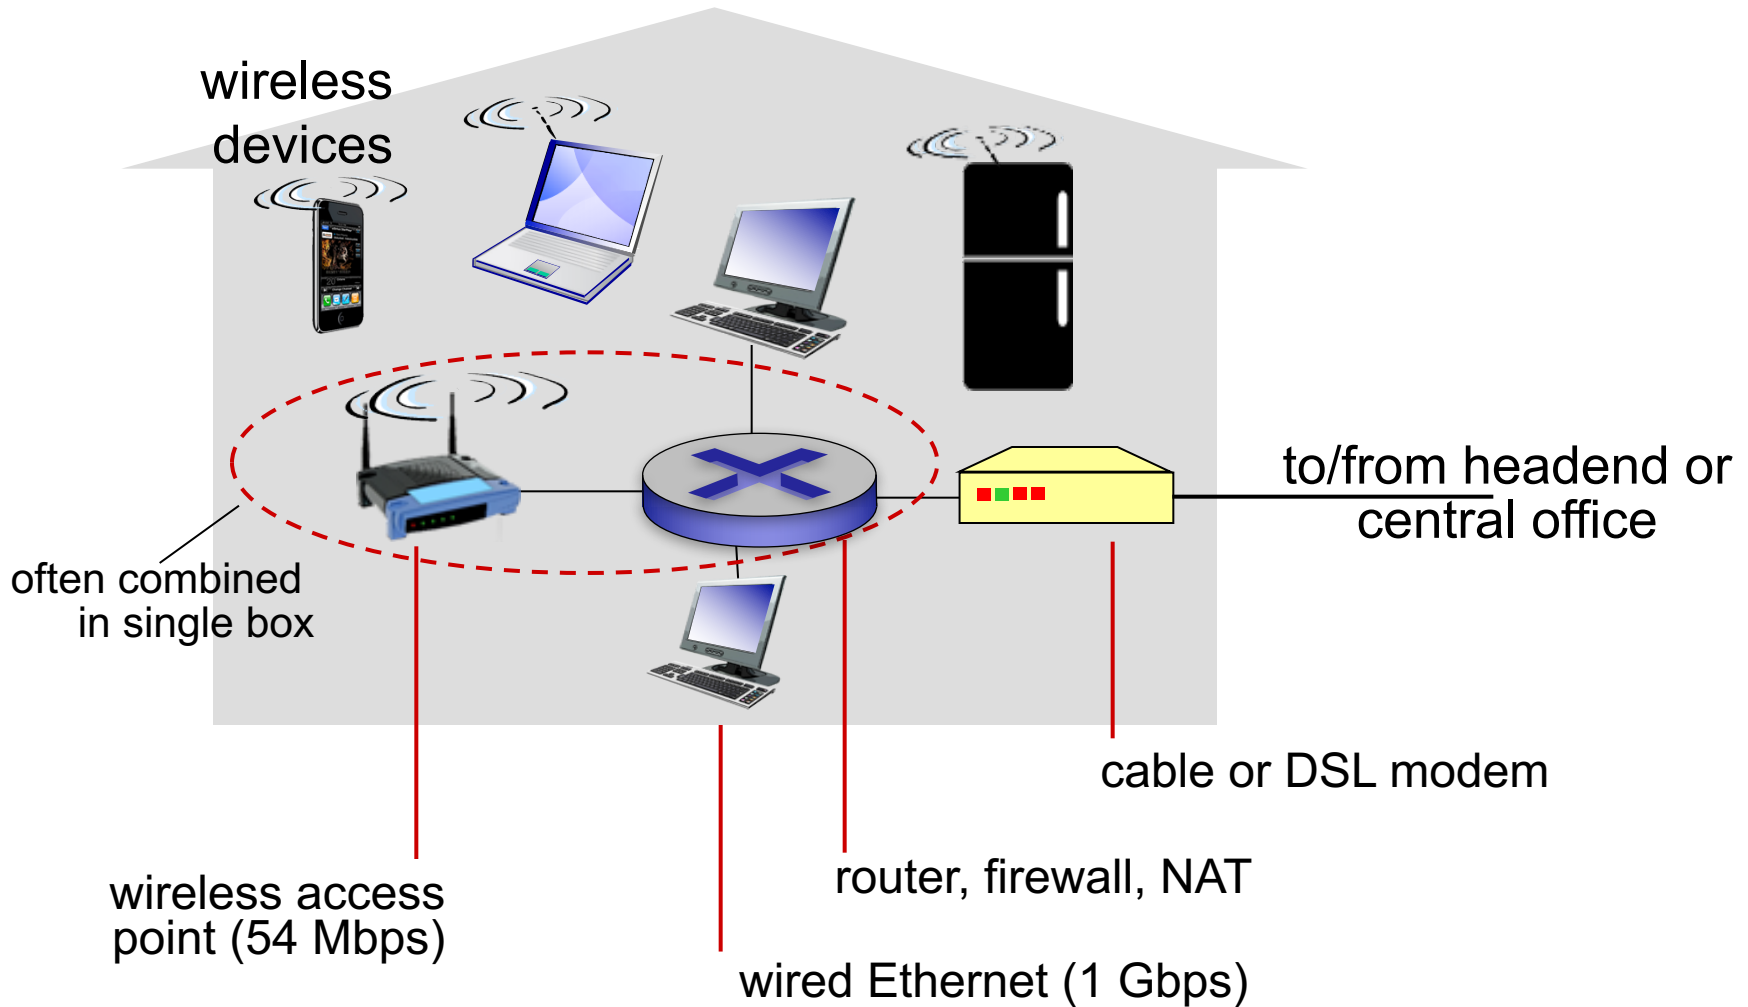 wireless
devices
to/from headend or
central office
often combined
in single box
cable or DSL modem
router, firewall, NAT
wireless access
point (54 Mbps)
wired Ethernet (1 Gbps)